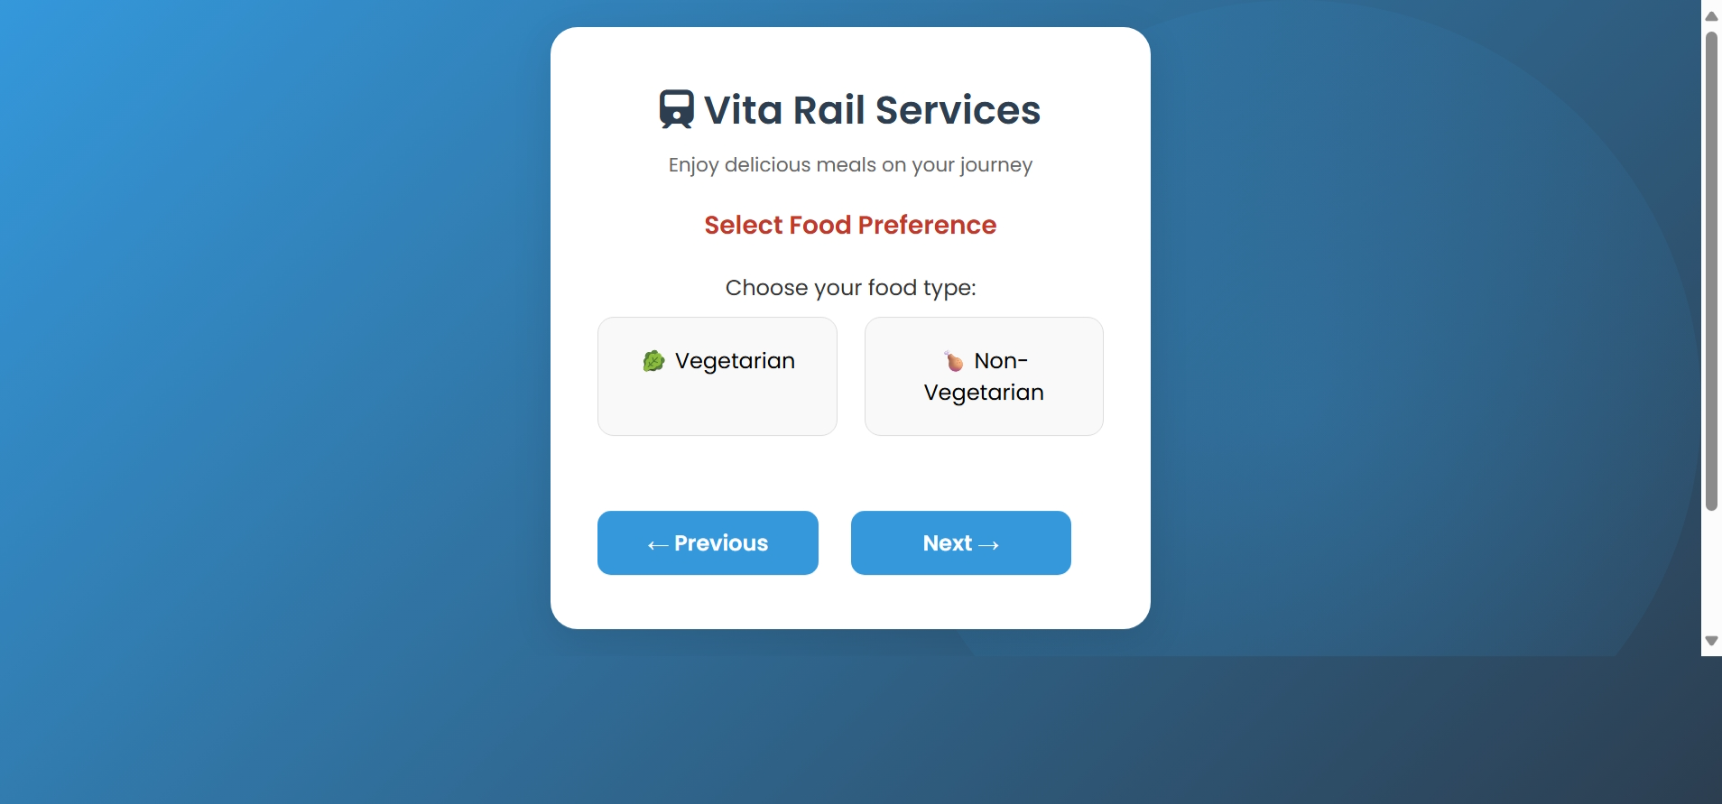 Vita Rail Services
Enjoy delicious meals on your journey
Select Food Preference
Choose your food type:
🥬 Vegetarian
🍗 Non-
Vegetarian
← Previous
Next →